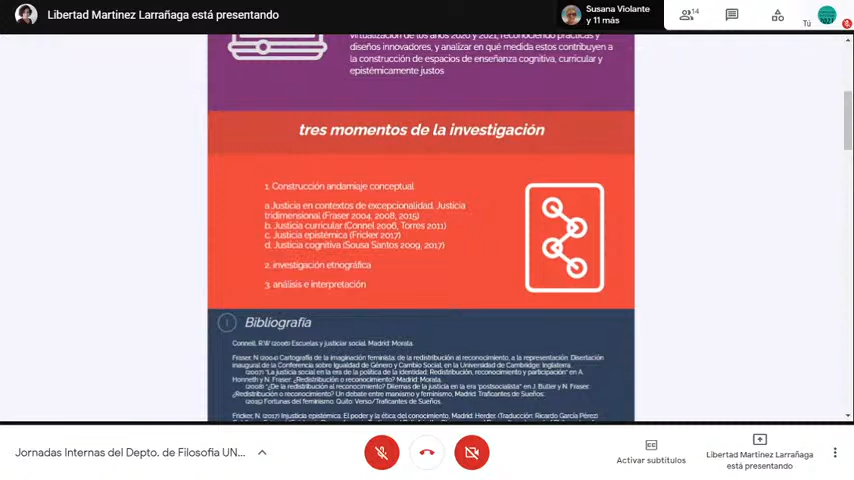 Libertad Martinez Larrañaga está presentando
Susana Violante
y 11 más
14
Tú
virtualización de los años 2020 y 2021, reconociendo prácticas y
diseños innovadores, y analizar en qué medida estos contribuyen a
la construcción de espacios de enseñanza cognitiva, curricular y
epistémicamente justos
tres momentos de la investigación
1. Construcción andamiaje conceptual
a.Justicia en contextos de excepcionalidad. Justicia
tridimensional (Fraser 2004, 2008, 2015)
b. Justicia curricular (Connel 2006, Torres 2011)
c. Justicia epistémica (Fricker 2017)
d. Justicia cognitiva (Sousa Santos 2009, 2017)
2. investigación etnográfica
3. análisis e interpretación
Bibliografía
Connell, R.W (2006) Escuelas y justiciar social. Madrid: Morata.
Fraser, N (2004) Cartografía de la imaginación feminista: de la redistribución al reconocimiento, a la representación. Disertación
inaugural de la Conferencia sobre Igualdad de Género y Cambio Social, en la Universidad de Cambridge: Inglaterra.
(2007) "La justicia social en la era de la política de la identidad: Redistribución, reconocimiento y participación" en A.
Honneth y N. Fraser: ¿Redistribución o reconocimiento? Madrid: Morata.
(2008) "¿De la redistribución al reconocimiento? Dilemas de la justicia en la era "postsocialista" en J. Butler y N. Fraser:
¿Redistribución o reconocimiento? Un debate entre marxismo y feminismo, Madrid: Traficantes de Sueños:
(2015) Fortunas del feminismo. Quito: Verso/Traficantes de Sueños.
Fricker, N. (2017) Injusticia epistémica. El poder y la ética del conocimiento, Madrid: Herder. (Traducción: Ricardo García Pérez)
Jornadas Internas del Depto. de Filosofía UN...
Activar subtítulos
Libertad Martinez Larrañaga
está presentando